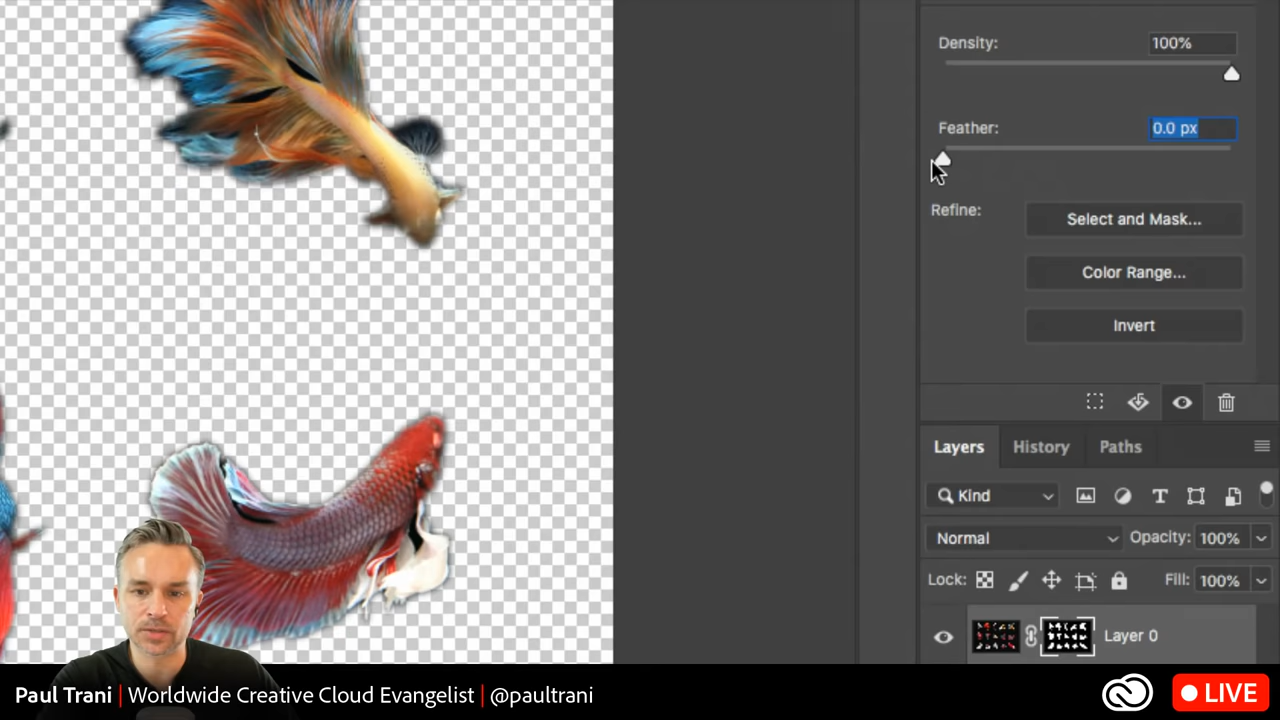 Density: 100%
Feather: 0.0 px
Refine: Select and Mask...
Color Range...
Invert
Layers History Paths
Kind
Normal Opacity: 100%
Lock: Fill: 100%
Layer 0
Paul Trani | Worldwide Creative Cloud Evangelist | @paultrani
LIVE